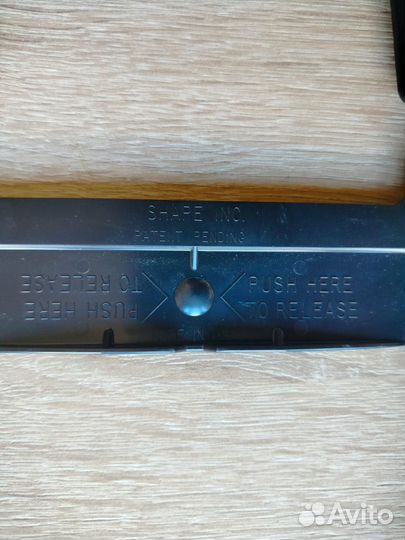 SHAPE INC.
PATENT PENDING
PUSH HERE
TO RELEASE
PUSH HERE
TO RELEASE
Avito